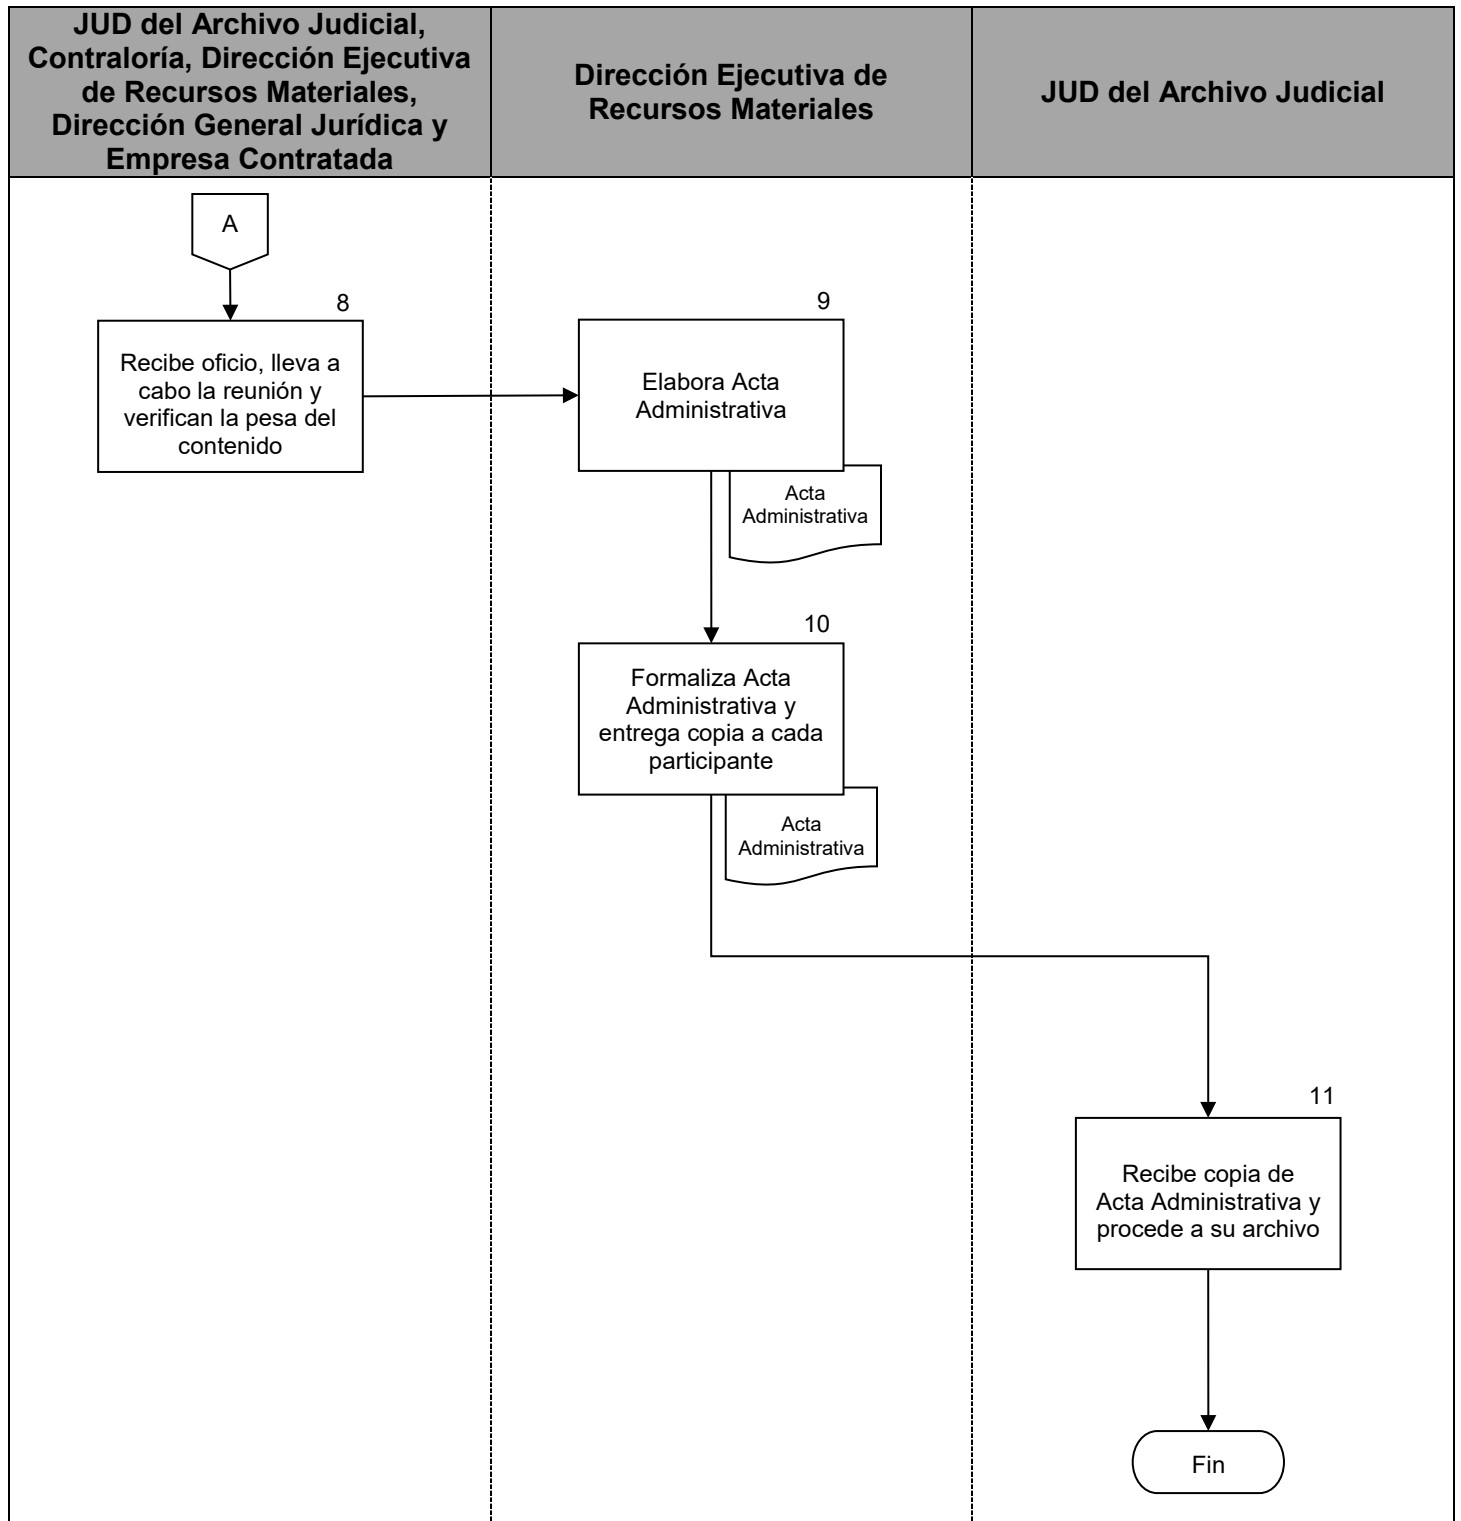 JUD del Archivo Judicial,
Contraloría, Dirección Ejecutiva
de Recursos Materiales,
Dirección General Jurídica y
Empresa Contratada
Dirección Ejecutiva de
Recursos Materiales
JUD del Archivo Judicial
A
8
Recibe oficio, lleva a
cabo la reunión y
verifican la pesa del
contenido
9
Elabora Acta
Administrativa
Acta
Administrativa
10
Formaliza Acta
Administrativa y
entrega copia a cada
participante
Acta
Administrativa
11
Recibe copia de
Acta Administrativa y
procede a su archivo
Fin